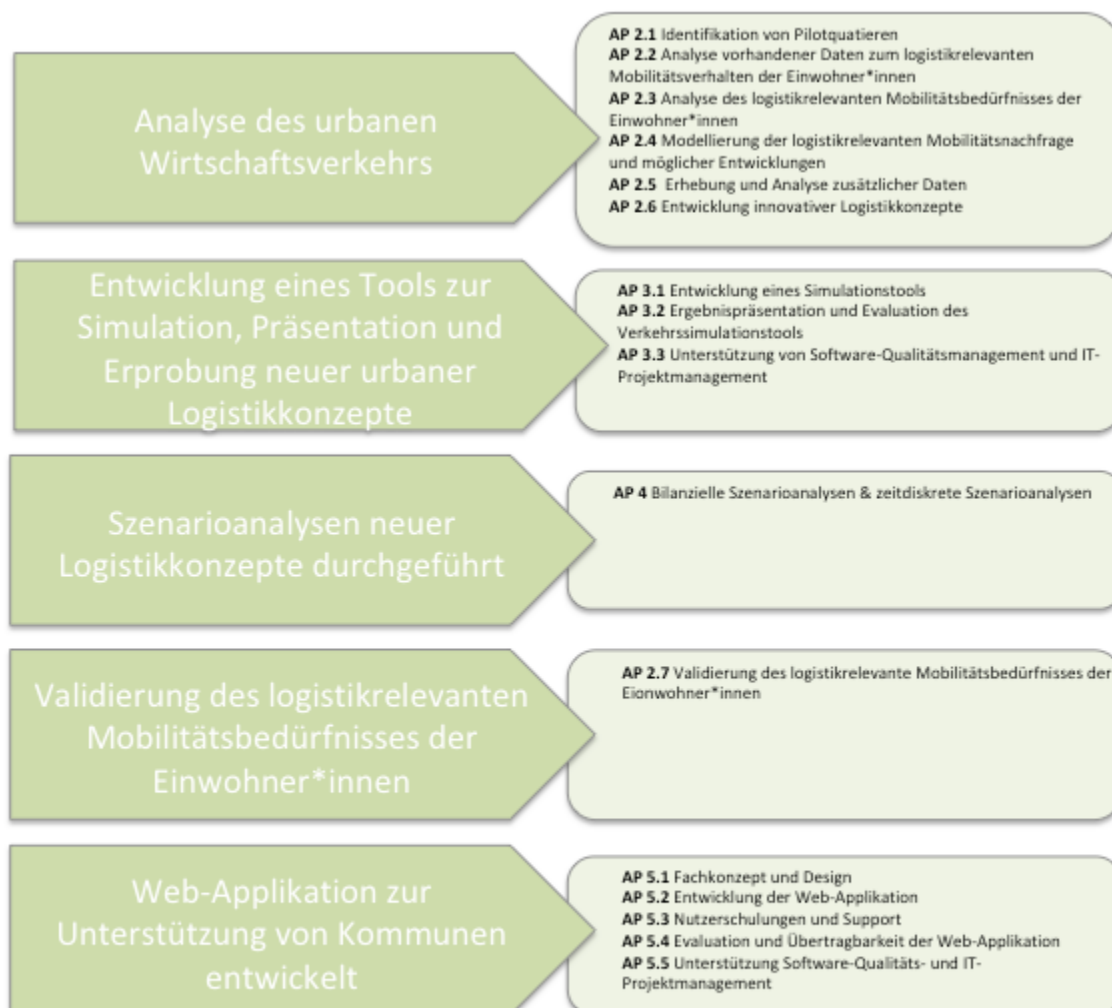 Analyse des urbanen
Wirtschaftsverkehrs
AP 2.1 Identifikation von Pilotquatieren
AP 2.2 Analyse vorhandener Daten zum logistikrelevanten
Mobilitätsverhalten der Einwohner*innen
AP 2.3 Analyse des logistikrelevanten Mobilitätsbedürfnisses der
Einwohner*innen
AP 2.4 Modellierung der logistikrelevanten Mobilitätsnachfrage
und möglicher Entwicklungen
AP 2.5 Erhebung und Analyse zusätzlicher Daten
AP 2.6 Entwicklung innovativer Logistikkonzepte
Entwicklung eines Tools zur
Simulation, Präsentation und
Erprobung neuer urbaner
Logistikkonzepte
AP 3.1 Entwicklung eines Simulationstools
AP 3.2 Ergebnispräsentation und Evaluation des
Verkehrssimulationstools
AP 3.3 Unterstützung von Software-Qualitätsmanagement und IT-
Projektmanagement
Szenarioanalysen neuer
Logistikkonzepte durchgeführt
AP 4 Bilanzielle Szenarioanalysen & zeitdiskrete Szenarioanalysen
Validierung des logistikrelevanten
Mobilitätsbedürfnisses der
Einwohner*innen
AP 2.7 Validierung des logistikrelevante Mobilitätsbedürfnisses der
Eionwohner*innen
Web-Applikation zur
Unterstützung von Kommunen
entwickelt
AP 5.1 Fachkonzept und Design
AP 5.2 Entwicklung der Web-Applikation
AP 5.3 Nutzerschulungen und Support
AP 5.4 Evaluation und Übertragbarkeit der Web-Applikation
AP 5.5 Unterstützung Software-Qualitäts- und IT-
Projektmanagement